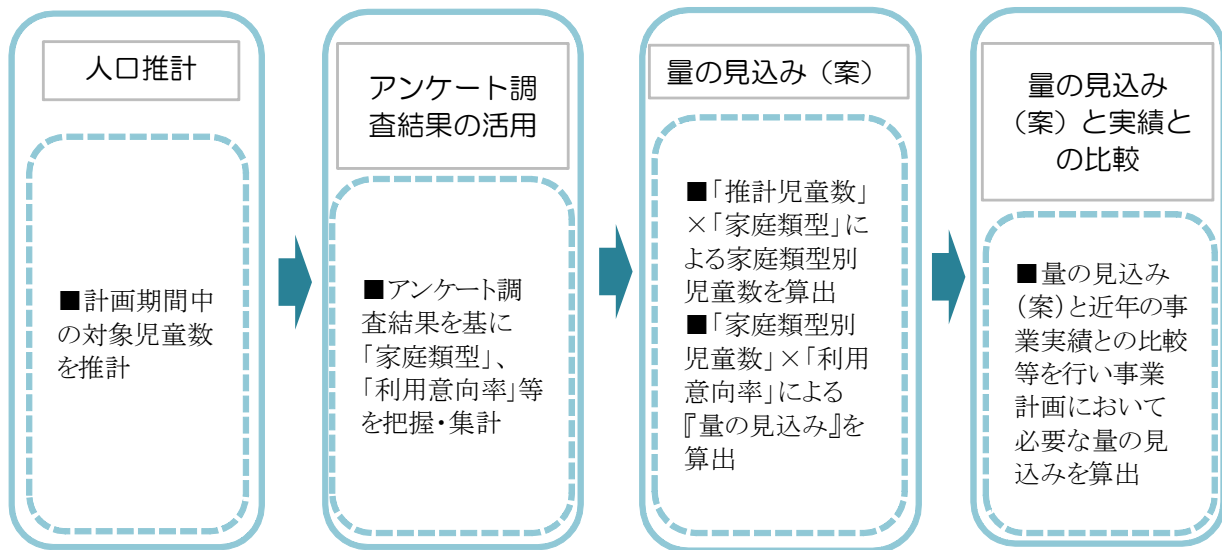 人口推計
■計画期間中
の対象児童数
を推計
アンケート調
査結果の活用
■アンケート調
査結果を基に
「家庭類型」、
「利用意向率」等
を把握・集計
量の見込み（案）
■「推計児童数」
×「家庭類型」に
よる家庭類型別
児童数を算出
■「家庭類型別
児童数」×「利用
意向率」による
『量の見込み』を
算出
量の見込み
（案）と実績と
の比較
■量の見込み
（案）と近年の事
業実績との比較
等を行い事業
計画において
必要な量の見
込みを算出